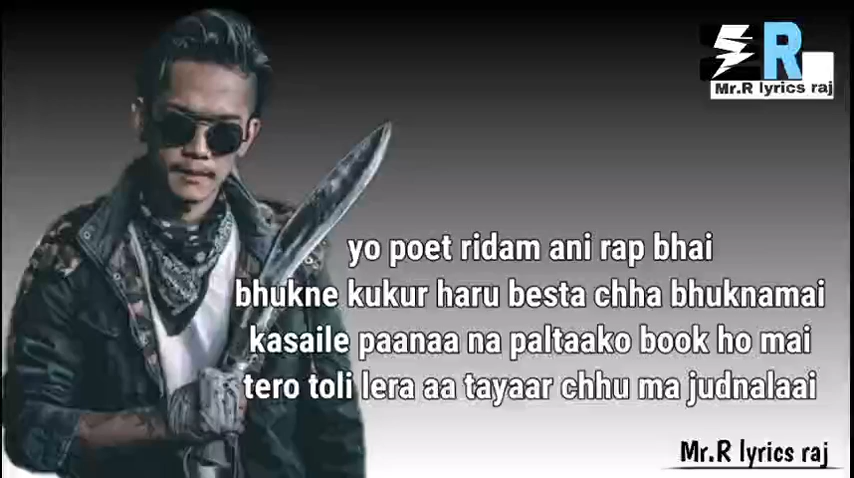 R
Mr.R lyrics raj
yo poet ridam ani rap bhai
bhukne kukur haru besta chha bhuknamai
kasaile paanaa na paltaako book ho mai
tero toli lera aa tayaar chhu ma judnalaai
Mr.R lyrics raj